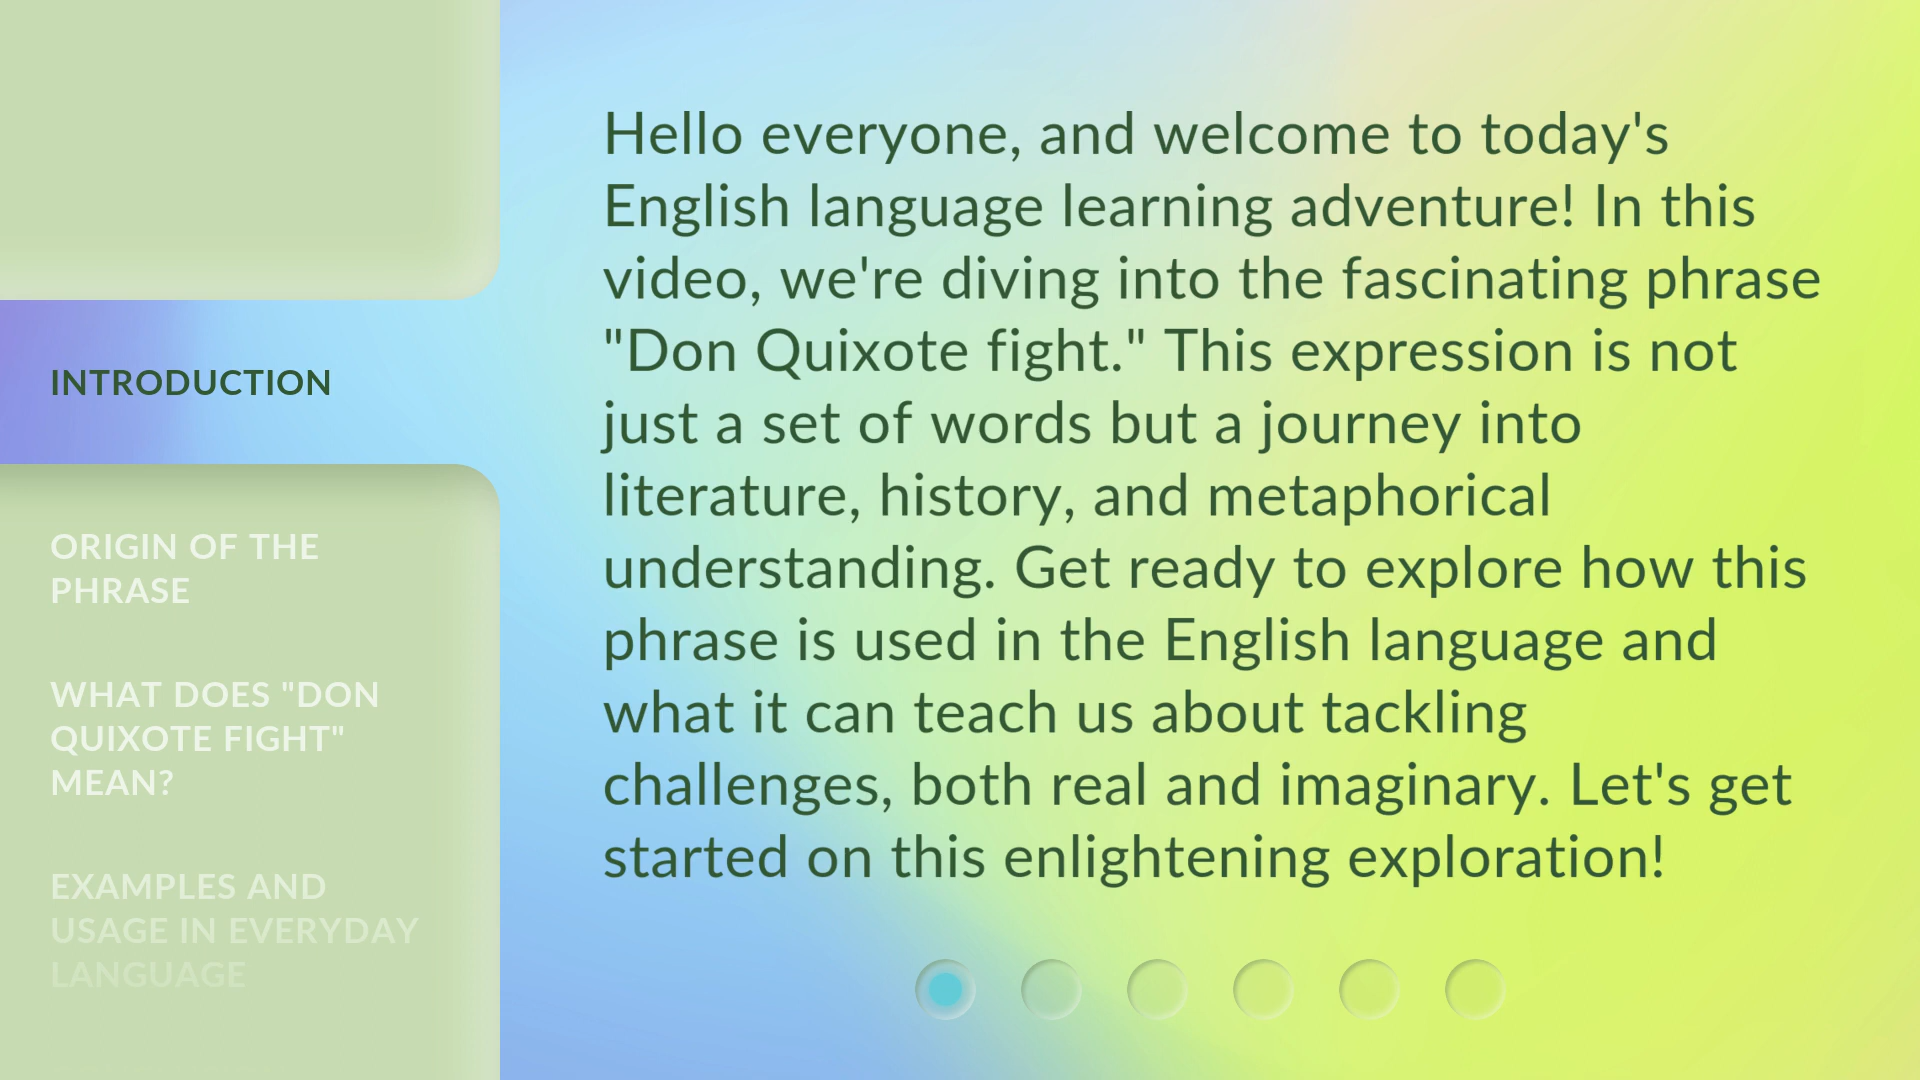 INTRODUCTION
ORIGIN OF THE
PHRASE
WHAT DOES "DON
QUIXOTE FIGHT"
MEAN?
EXAMPLES AND
USAGE IN EVERYDAY
LANGUAGE
Hello everyone, and welcome to today's
English language learning adventure! In this
video, we're diving into the fascinating phrase
"Don Quixote fight." This expression is not
just a set of words but a journey into
literature, history, and metaphorical
understanding. Get ready to explore how this
phrase is used in the English language and
what it can teach us about tackling
challenges, both real and imaginary. Let's get
started on this enlightening exploration!